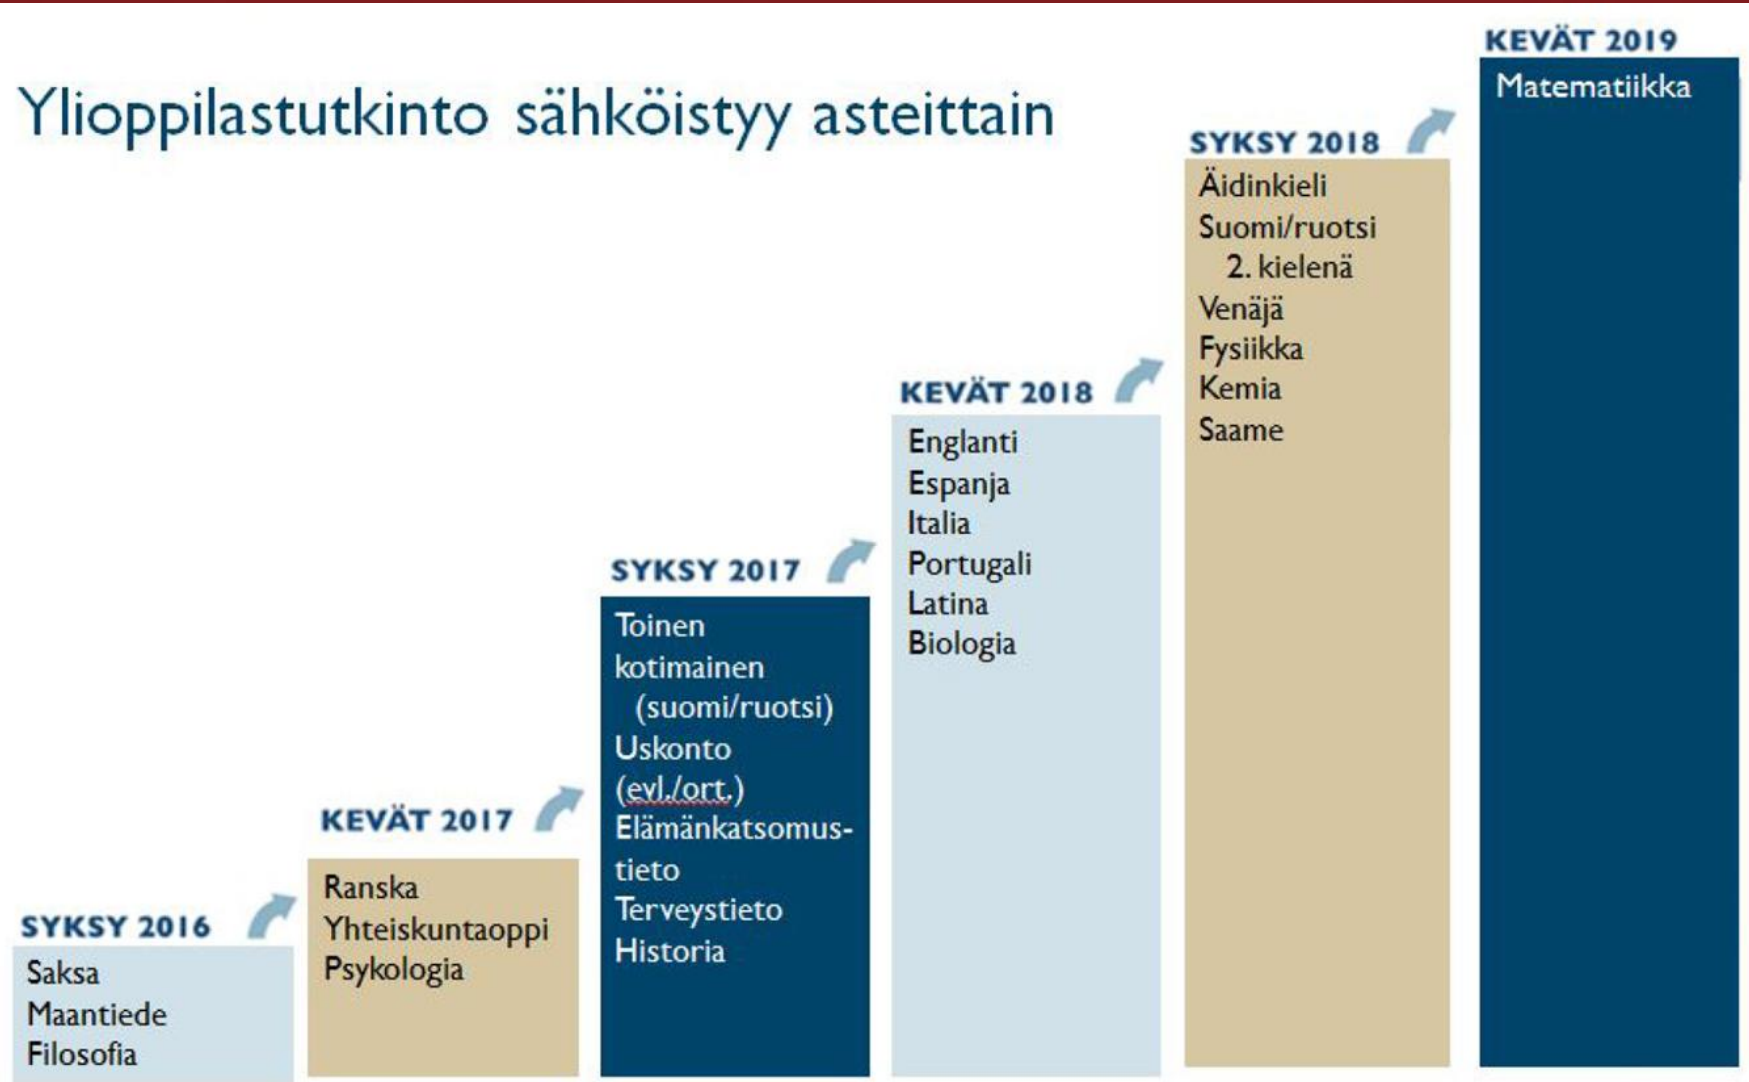 Ylioppilastutkinto sähköistyy asteittain
SYKSY 2016
Saksa
Maantiede
Filosofia
KEVÄT 2017
Ranska
Yhteiskuntaoppi
Psykologia
SYKSY 2017
Toinen
kotimainen
(suomi/ruotsi)
Uskonto
(evl./ort.)
Elämänkatsomus-
tieto
Terveystieto
Historia
KEVÄT 2018
Englanti
Espanja
Italia
Portugali
Latina
Biologia
SYKSY 2018
Äidinkieli
Suomi/ruotsi
2. kielenä
Venäjä
Fysiikka
Kemia
Saame
KEVÄT 2019
Matematiikka